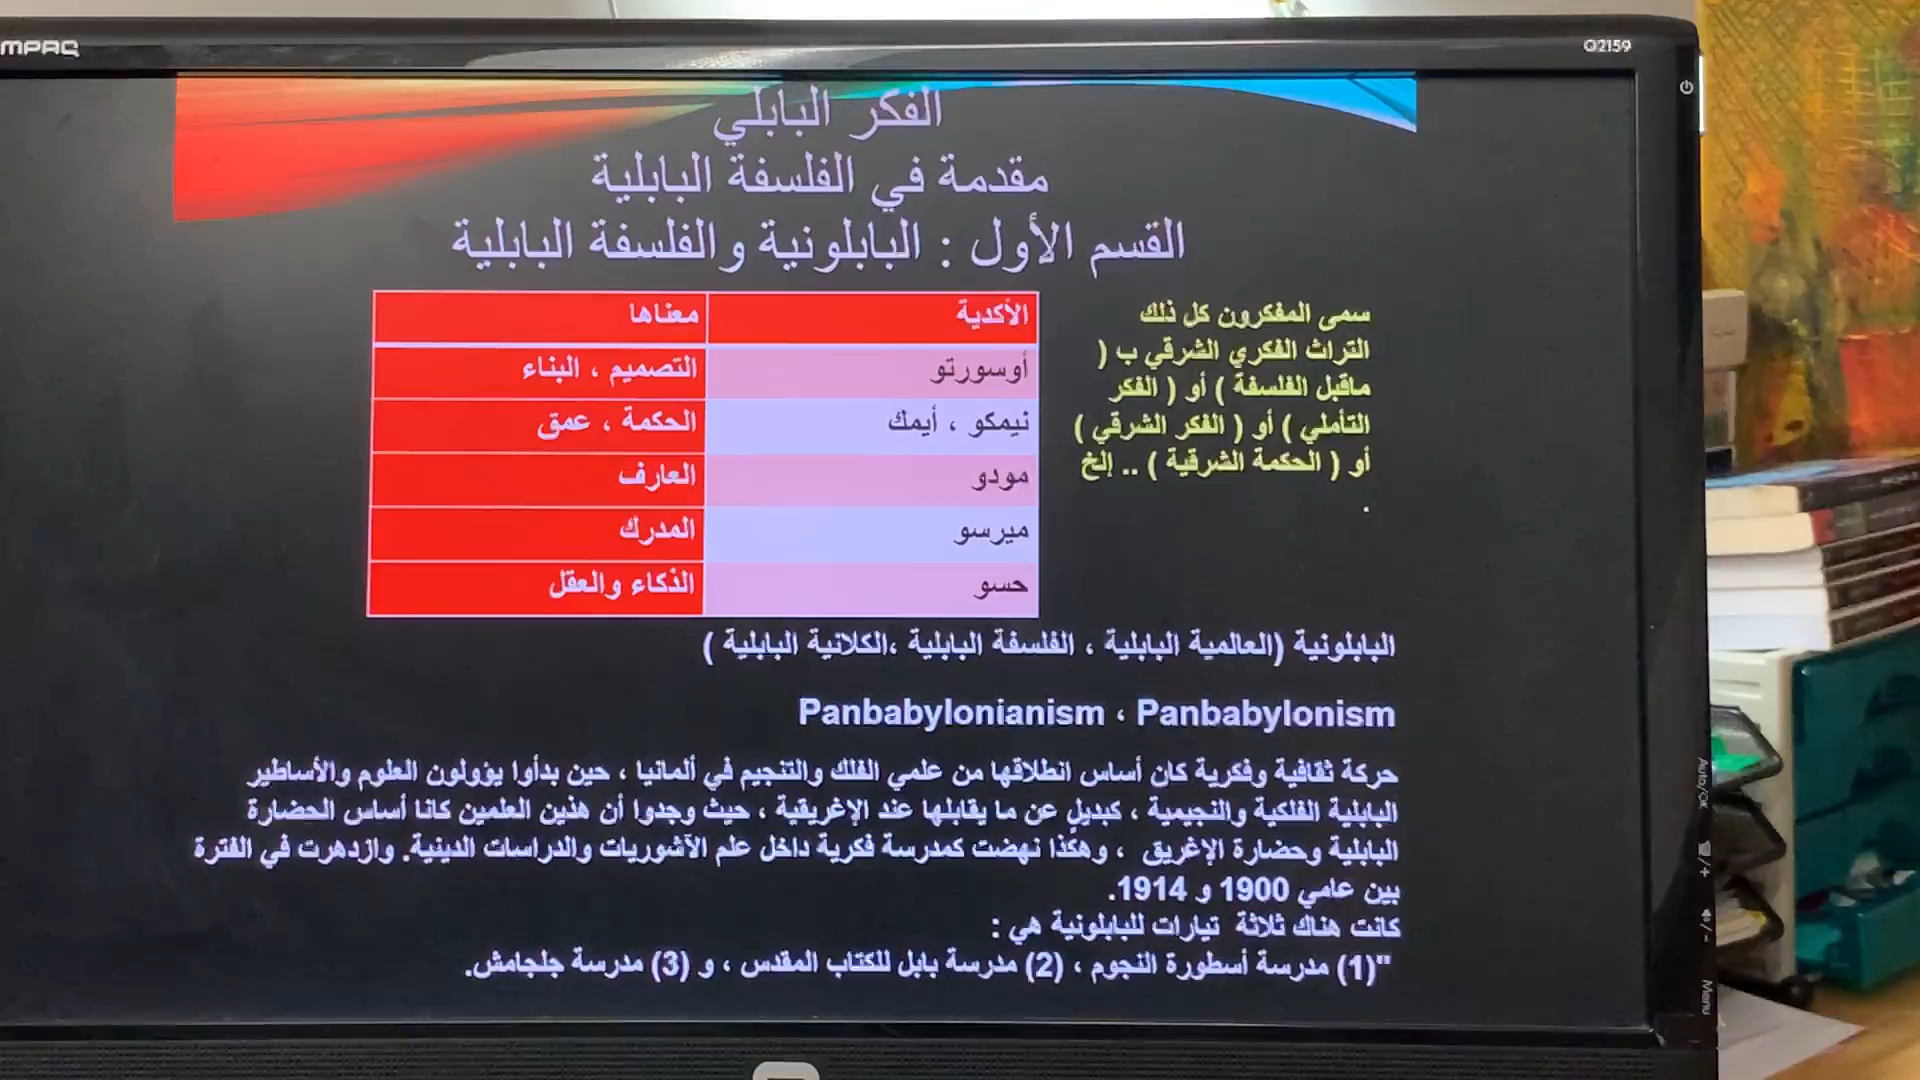 MPAQ
Q2159
الفكر البابلي
مقدمة في الفلسفة البابلية
القسم الأول : البابلونية والفلسفة البابلية
سمى المفكرون كل ذلك
التراث الفكري الشرقي ب (
ماقبل الفلسفة ) أو ( الفكر
التأملي ) أو ( الفكر الشرقي )
أو ( الحكمة الشرقية ) .. إلخ
.
الأكدية معناها
أوسورتو التصميم ، البناء
نيمكو ، أيمك الحكمة ، عمق
مودو العارف
ميرسو المدرك
حسو الذكاء والعقل
البابلونية (العالمية البابلية ، الفلسفة البابلية ،الكلانية البابلية )
Panbabylonianism ، Panbabylonism
حركة ثقافية وفكرية كان أساس انطلاقها من علمي الفلك والتنجيم في ألمانيا ، حين بدأوا يؤولون العلوم والأساطير
البابلية الفلكية والنجيمية ، كبديل عن ما يقابلها عند الإغريقية ، حيث وجدوا أن هذين العلمين كانا أساس الحضارة
البابلية وحضارة الإغريق ، وهكذا نهضت كمدرسة فكرية داخل علم الآشوريات والدراسات الدينية. وازدهرت في الفترة
بين عامي 1900 و 1914.
كانت هناك ثلاثة تيارات للبابلونية هي :
"(1) مدرسة أسطورة النجوم ، (2) مدرسة بابل للكتاب المقدس ، و (3) مدرسة جلجامش.
Auto/OK
/+
/-
Menu